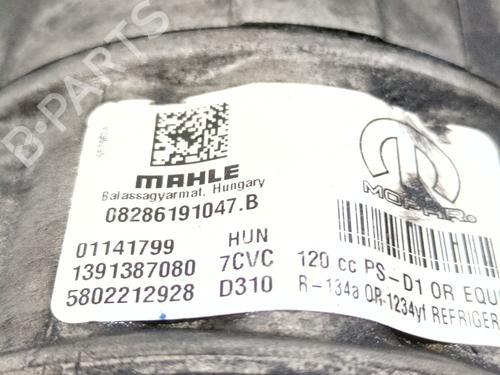 B-PARTS
MAHLE
Balassagyarmat, Hungary
08286191047.B
01141799 HUN
1391387080 7CVC
5802212928 D310
MOPAR®
120 cc PS-D1 OR EQU
R-134a OR-1234yf REFRIGER